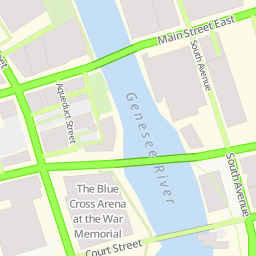 Main Street East
South Avenue
Aqueduct Street
Genesee River
Street
South Avenue
The Blue
Cross Arena
at the War
Memorial
Court Street